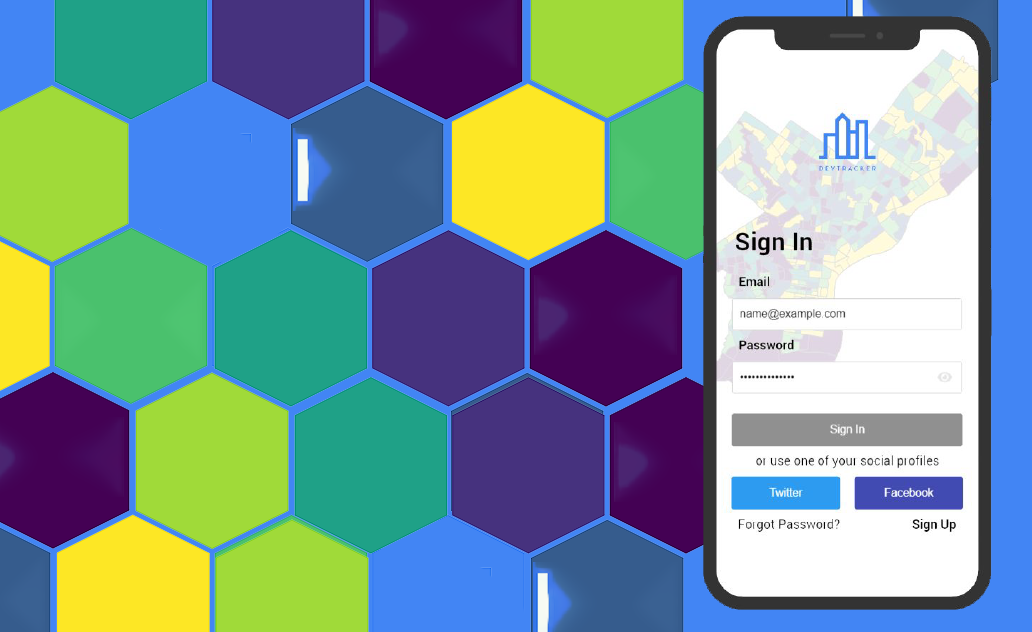 DEVTRACKER
Sign In
Email
name@example.com
Password
••••••••••••••
Sign In
or use one of your social profiles
Twitter Facebook
Forgot Password? Sign Up